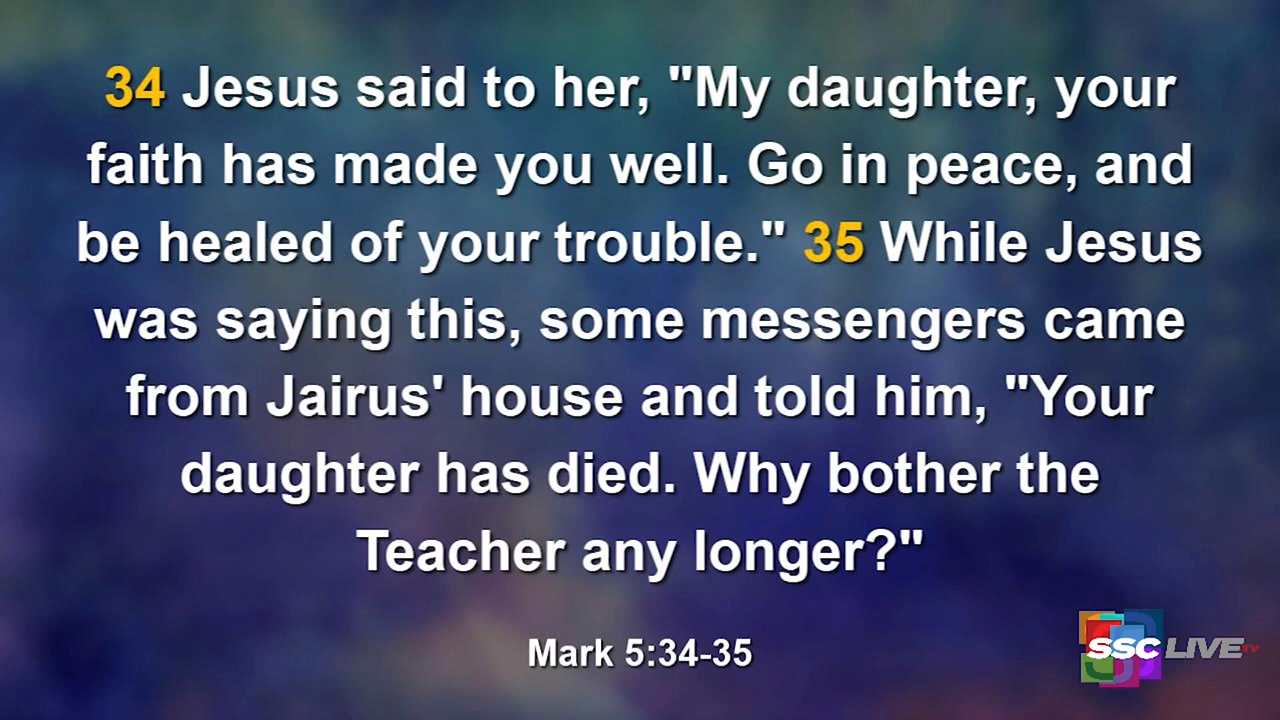 34 Jesus said to her, "My daughter, your
faith has made you well. Go in peace, and
be healed of your trouble." 35 While Jesus
was saying this, some messengers came
from Jairus' house and told him, "Your
daughter has died. Why bother the
Teacher any longer?"
Mark 5:34-35
SSC LIVE TV